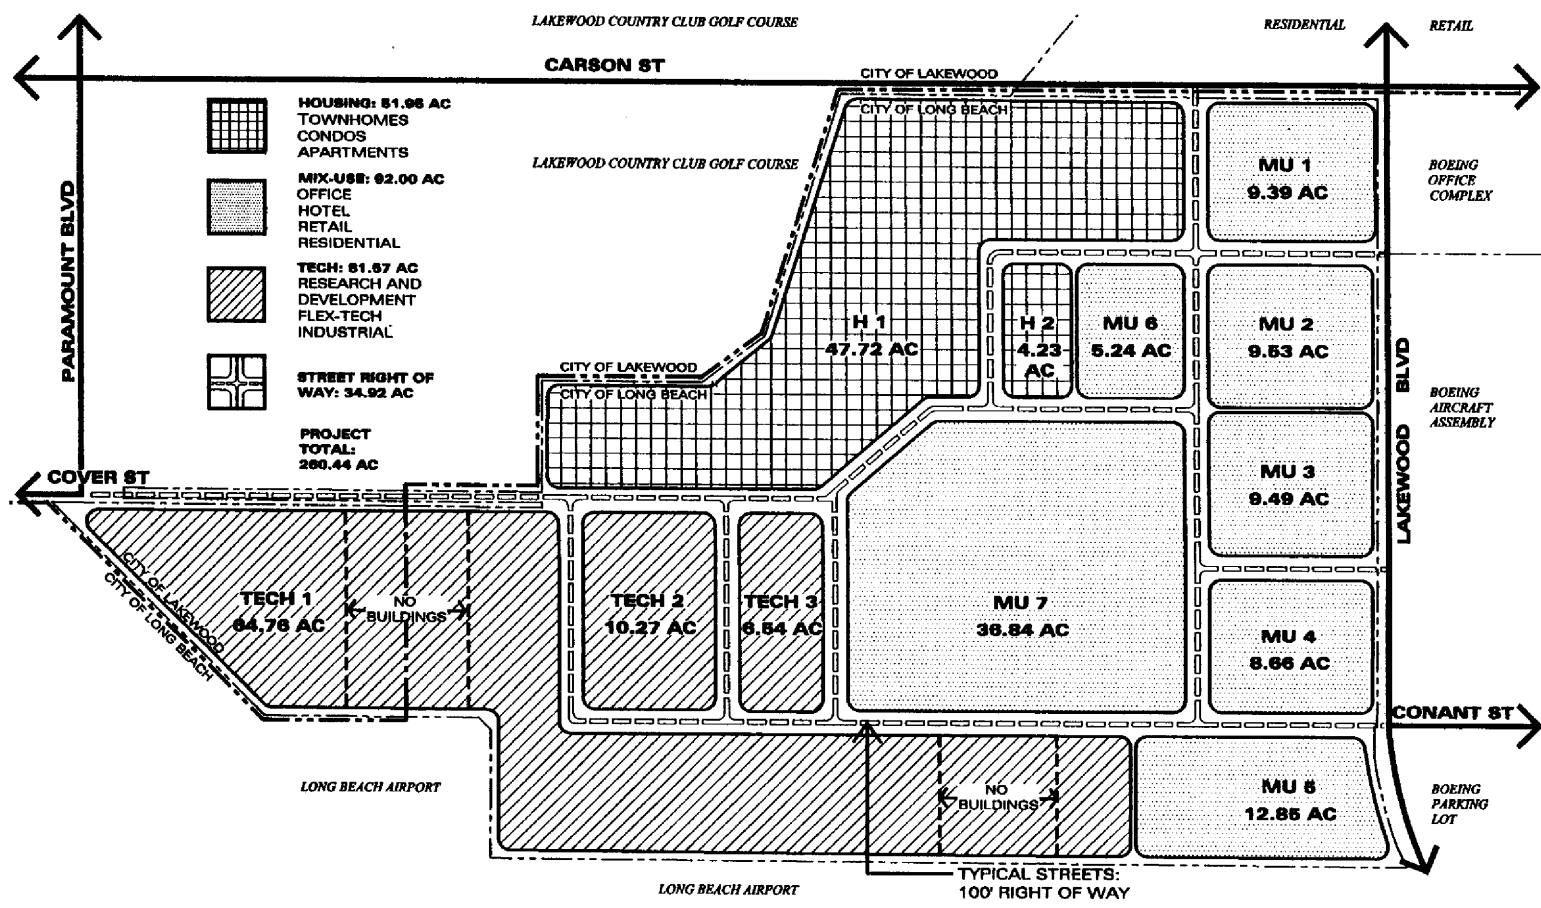 LAKEWOOD COUNTRY CLUB GOLF COURSE
RESIDENTIAL
RETAIL
CARSON ST
CITY OF LAKEWOOD
CITY OF LONG BEACH
HOUSING: 51.95 AC
TOWNHOMES
CONDOS
APARTMENTS
LAKEWOOD COUNTRY CLUB GOLF COURSE
MIX-USE: 92.00 AC
OFFICE
HOTEL
RETAIL
RESIDENTIAL
TECH: 81.57 AC
RESEARCH AND
DEVELOPMENT
FLEX-TECH
INDUSTRIAL
STREET RIGHT OF
WAY: 34.92 AC
PROJECT
TOTAL:
260.44 AC
PARAMOUNT BLVD
COVER ST
MU 1
9.39 AC
BOEING
OFFICE
COMPLEX
H 1
47.72 AC
H 2
4.23
AC
MU 6
5.24 AC
MU 2
9.53 AC
LAKEWOOD BLVD
CITY OF LAKEWOOD
CITY OF LONG BEACH
BOEING
AIRCRAFT
ASSEMBLY
MU 3
9.49 AC
CITY OF LAKEWOOD
CITY OF LONG BEACH
TECH 1
64.76 AC
NO
BUILDINGS
TECH 2
10.27 AC
TECH 3
6.54 AC
MU 7
36.84 AC
MU 4
8.66 AC
CONANT ST
LONG BEACH AIRPORT
NO
BUILDINGS
MU 5
12.85 AC
BOEING
PARKING
LOT
LONG BEACH AIRPORT
TYPICAL STREETS:
100' RIGHT OF WAY